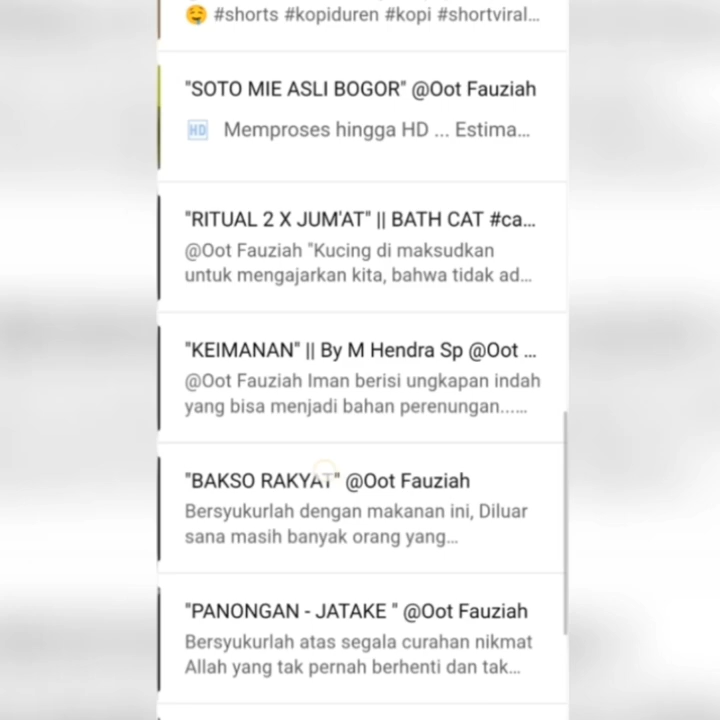 🤤 #shorts #kopiduren #kopi #shortviral...
"SOTO MIE ASLI BOGOR" @Oot Fauziah
HD Memproses hingga HD ... Estima...
"RITUAL 2 X JUM'AT" || BATH CAT #ca...
@Oot Fauziah "Kucing di maksudkan
untuk mengajarkan kita, bahwa tidak ad...
"KEIMANAN" || By M Hendra Sp @Oot ...
@Oot Fauziah Iman berisi ungkapan indah
yang bisa menjadi bahan perenungan......
"BAKSO RAKYAT" @Oot Fauziah
Bersyukurlah dengan makanan ini, Diluar
sana masih banyak orang yang...
"PANONGAN - JATAKE " @Oot Fauziah
Bersyukurlah atas segala curahan nikmat
Allah yang tak pernah berhenti dan tak...